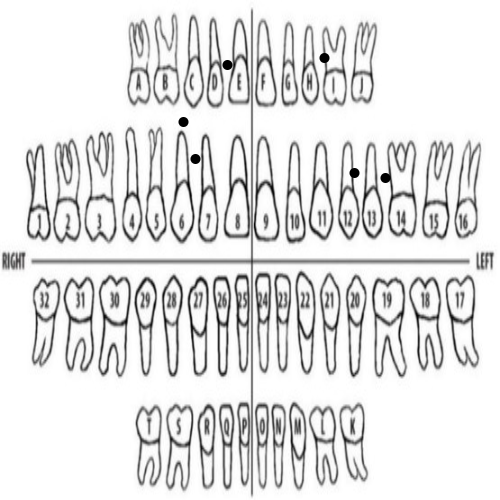 A B C D E F G H I J
1 2 3 4 5 6 7 8 9 10 11 12 13 14 15 16
RIGHT LEFT
32 31 30 29 28 27 26 25 24 23 22 21 20 19 18 17
T S R Q P O N M L K